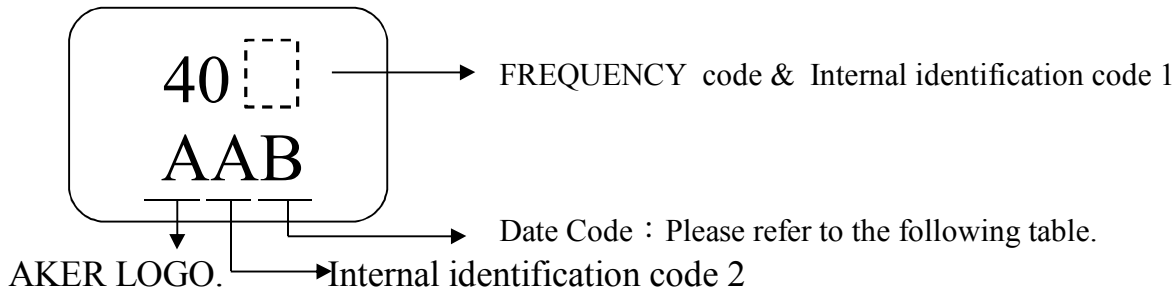 40 FREQUENCY code & Internal identification code 1
AAB
Date Code：Please refer to the following table.
AKER LOGO. Internal identification code 2